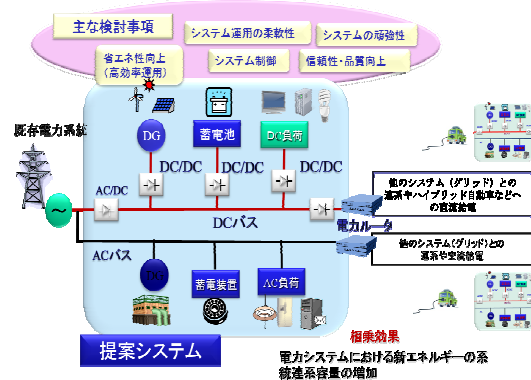 主な検討事項
システム運用の柔軟性
システムの頑強性
省エネ性向上
(高効率運用)
システム制御
信頼性・品質向上
既存電力系統
DG
蓄電池
DC負荷
DC/DC
DC/DC
DC/DC
AC/DC
DCバス
電力ルータ
他のシステム(グリッド)との
連系やハイブリッド自動車などへ
の直流給電
ACバス
他のシステム(グリッド)との
連系や交流給電
DG
蓄電装置
AC負荷
提案システム
相乗効果
電力システムにおける新エネルギーの系
統連系容量の増加